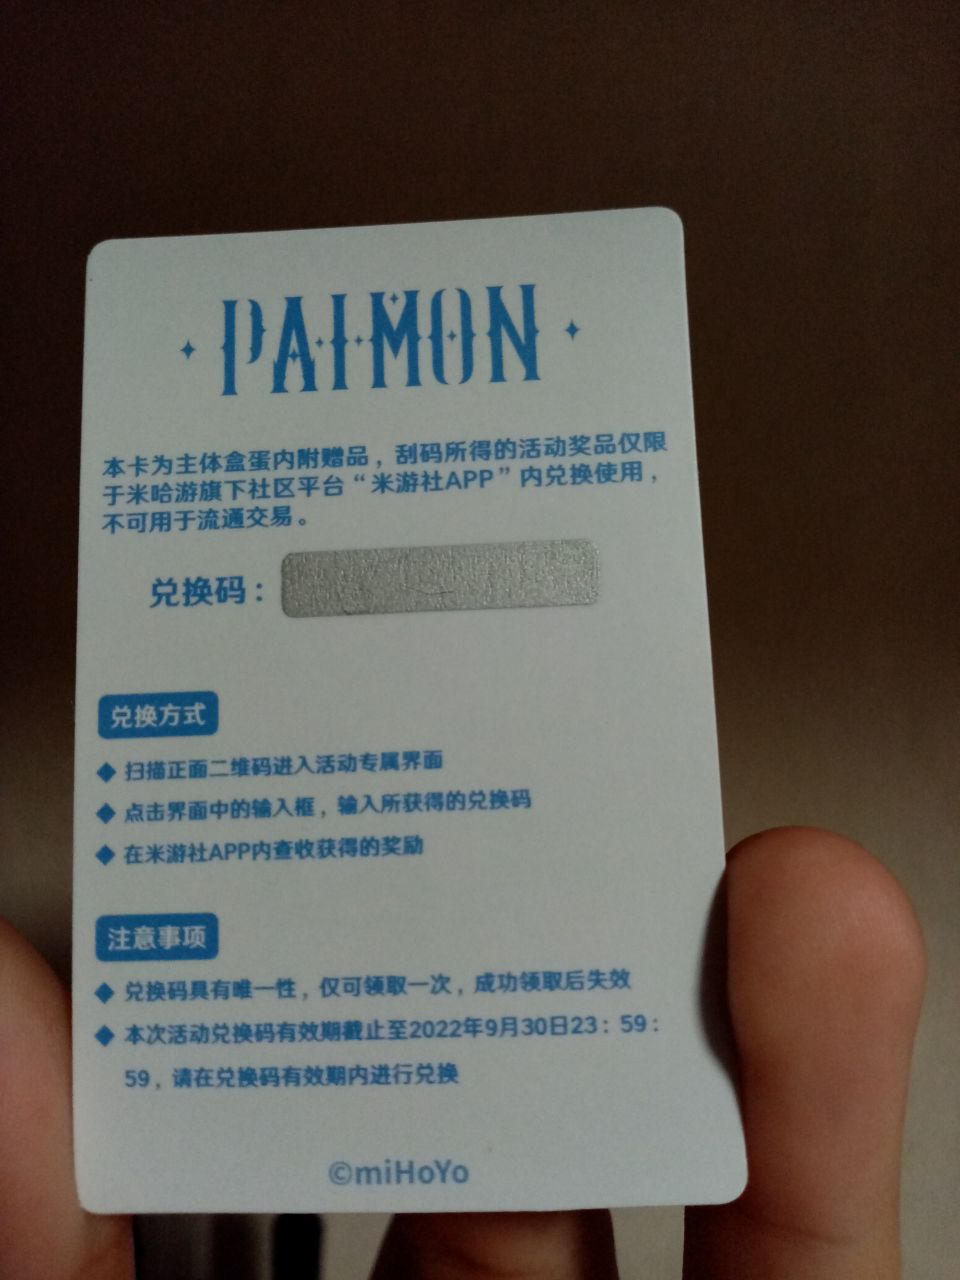 PAIMON
本卡为主体盒蛋内附赠品，刮码所得的活动奖品仅限
于米哈游旗下社区平台“米游社APP”内兑换使用，
不可用于流通交易。
兑换码：
兑换方式
扫描正面二维码进入活动专属界面
点击界面中的输入框，输入所获得的兑换码
在米游社APP内查收获得的奖励
注意事项
兑换码具有唯一性，仅可领取一次，成功领取后失效
本次活动兑换码有效期截止至2022年9月30日23：59：
59，请在兑换码有效期内进行兑换
©miHoYo